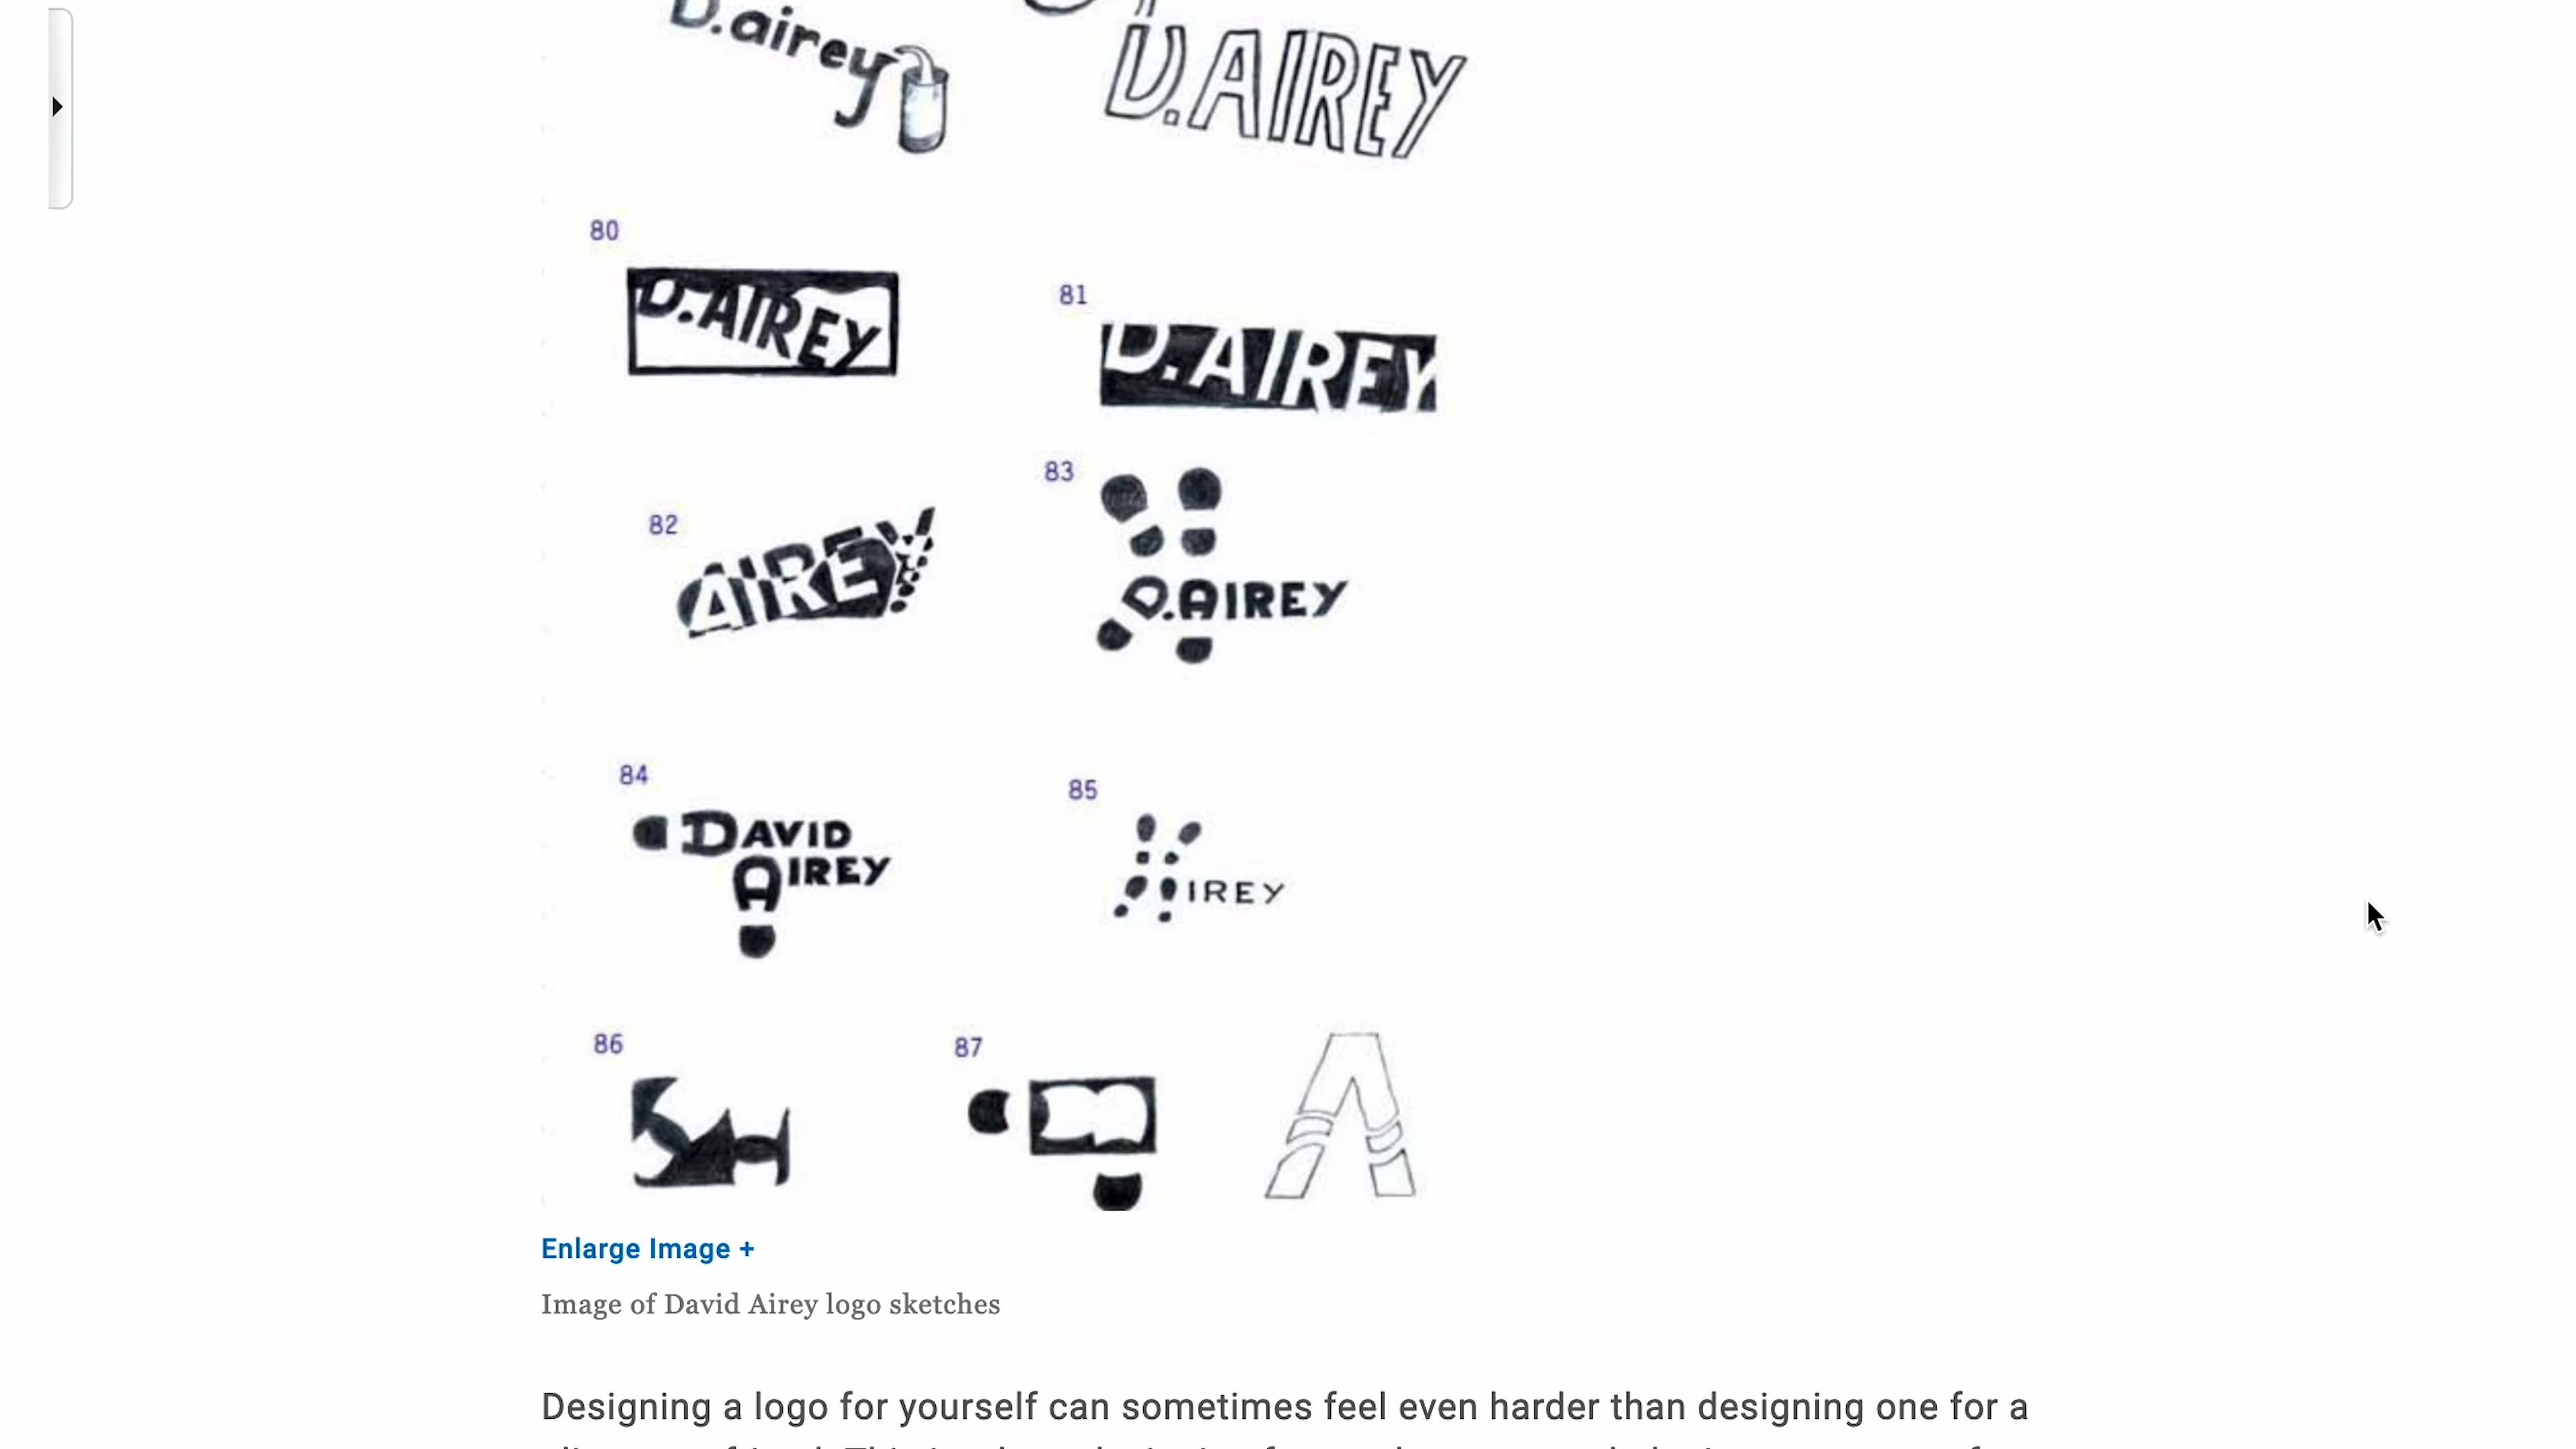 D.airey
D.AIREY
80
D.AIREY
81
D.AIREY
82
AIREY
83
D.AIREY
84
DAVID
AIREY
85
IREY
86
87
A
Enlarge Image +
Image of David Airey logo sketches
Designing a logo for yourself can sometimes feel even harder than designing one for a